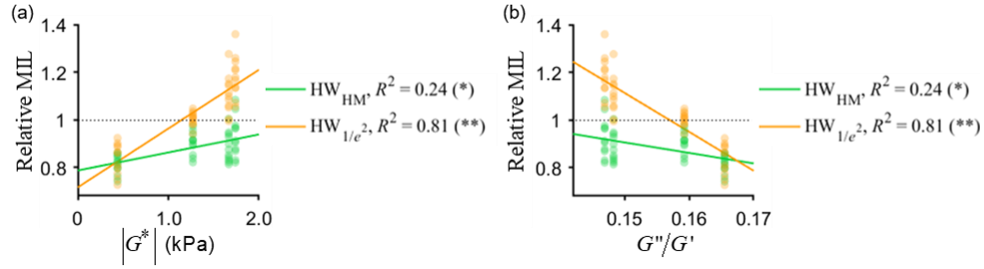 (a)
Relative MIL
1.4
1.2
1
0.8
0
1.0
2.0
|G*| (kPa)
HW_HM, R² = 0.24 (*)
HW_1/e², R² = 0.81 (**)
(b)
Relative MIL
1.4
1.2
1
0.8
0.15
0.16
0.17
G"/G'
HW_HM, R² = 0.24 (*)
HW_1/e², R² = 0.81 (**)